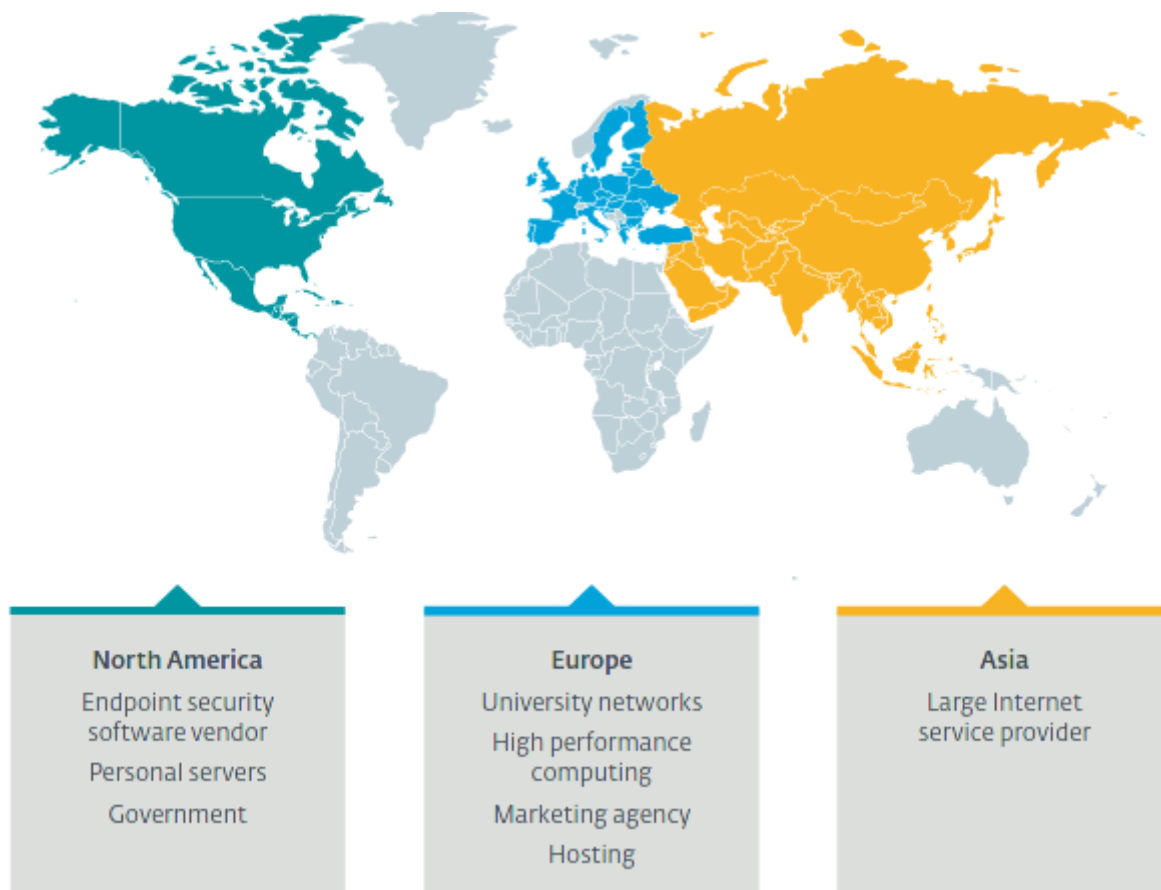 North America
Endpoint security
software vendor
Personal servers
Government
Europe
University networks
High performance
computing
Marketing agency
Hosting
Asia
Large Internet
service provider